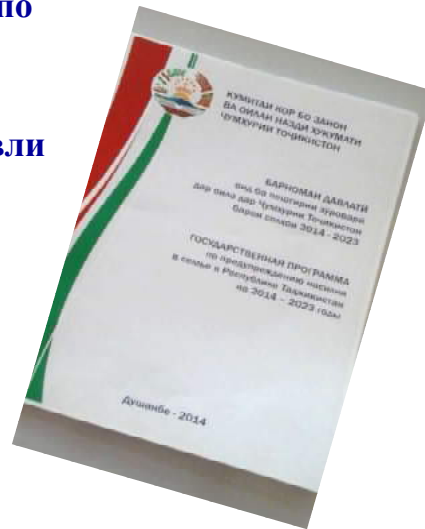 по
вли
КУМИТАИ КОР БО ЗАНОН
ВА ОИЛАИ НАЗДИ ҲУКУМАТИ
ҶУМҲУРИИ ТОҶИКИСТОН
БАРНОМАИ ДАВЛАТӢ
оид ба пешгирии зӯроварӣ
дар оила дар Ҷумҳурии Тоҷикистон
барои солҳои 2014 - 2023
ГОСУДАРСТВЕННАЯ ПРОГРАММА
по предупреждению насилия
в семье в Республике Таджикистан
на 2014 – 2023 годы
Душанбе - 2014